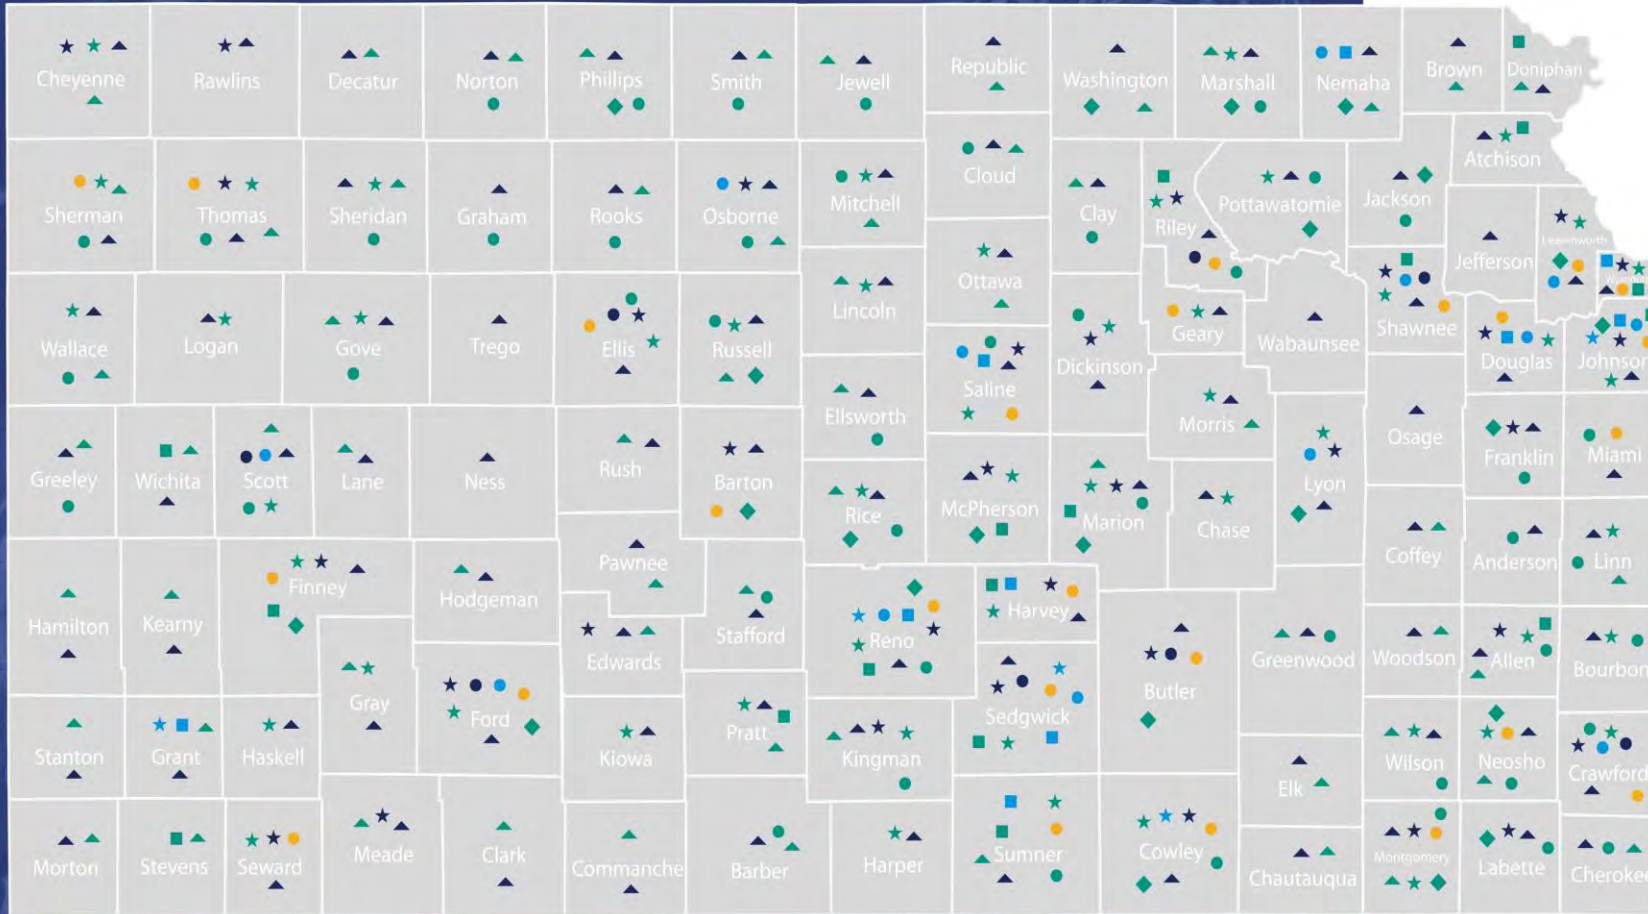 Cheyenne
Rawlins
Decatur
Norton
Phillips
Smith
Jewell
Republic
Washington
Marshall
Nemaha
Brown
Doniphan
Sherman
Thomas
Sheridan
Graham
Rooks
Osborne
Mitchell
Cloud
Clay
Riley
Pottawatomie
Jackson
Atchison
Jefferson
Leavenworth
Wallace
Logan
Gove
Trego
Ellis
Russell
Lincoln
Ottawa
Saline
Dickinson
Geary
Wabaunsee
Shawnee
Douglas
Johnson
Greeley
Wichita
Scott
Lane
Ness
Rush
Barton
Ellsworth
Rice
McPherson
Marion
Morris
Chase
Lyon
Osage
Franklin
Miami
Hamilton
Kearny
Finney
Hodgeman
Pawnee
Edwards
Stafford
Reno
Harvey
Butler
Greenwood
Coffey
Anderson
Linn
Woodson
Allen
Bourbon
Stanton
Grant
Haskell
Gray
Ford
Kiowa
Pratt
Kingman
Sedgwick
Elk
Wilson
Neosho
Crawford
Morton
Stevens
Seward
Meade
Clark
Commanche
Barber
Harper
Sumner
Cowley
Chautauqua
Montgomery
Labette
Cherokee